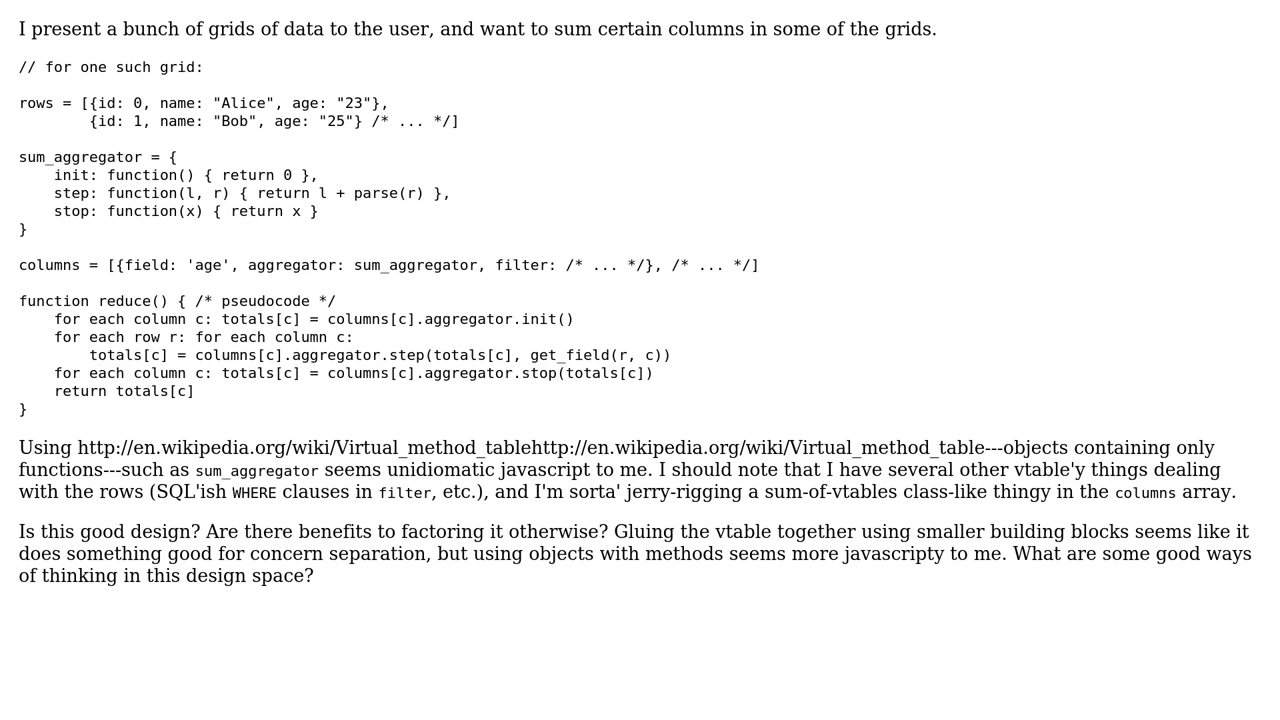 I present a bunch of grids of data to the user, and want to sum certain columns in some of the grids.
// for one such grid:
rows = [{id: 0, name: "Alice", age: "23"},
        {id: 1, name: "Bob", age: "25"} /* ... */]
sum_aggregator = {
    init: function() { return 0 },
    step: function(l, r) { return l + parse(r) },
    stop: function(x) { return x }
}
columns = [{field: 'age', aggregator: sum_aggregator, filter: /* ... */}, /* ... */]
function reduce() { /* pseudocode */
    for each column c: totals[c] = columns[c].aggregator.init()
    for each row r: for each column c:
        totals[c] = columns[c].aggregator.step(totals[c], get_field(r, c))
    for each column c: totals[c] = columns[c].aggregator.stop(totals[c])
    return totals[c]
}
Using http://en.wikipedia.org/wiki/Virtual_method_tablehttp://en.wikipedia.org/wiki/Virtual_method_table---objects containing only
functions---such as sum_aggregator seems unidiomatic javascript to me. I should note that I have several other vtable'y things dealing
with the rows (SQL'ish WHERE clauses in filter, etc.), and I'm sorta' jerry-rigging a sum-of-vtables class-like thingy in the columns array.
Is this good design? Are there benefits to factoring it otherwise? Gluing the vtable together using smaller building blocks seems like it
does something good for concern separation, but using objects with methods seems more javascripty to me. What are some good ways
of thinking in this design space?